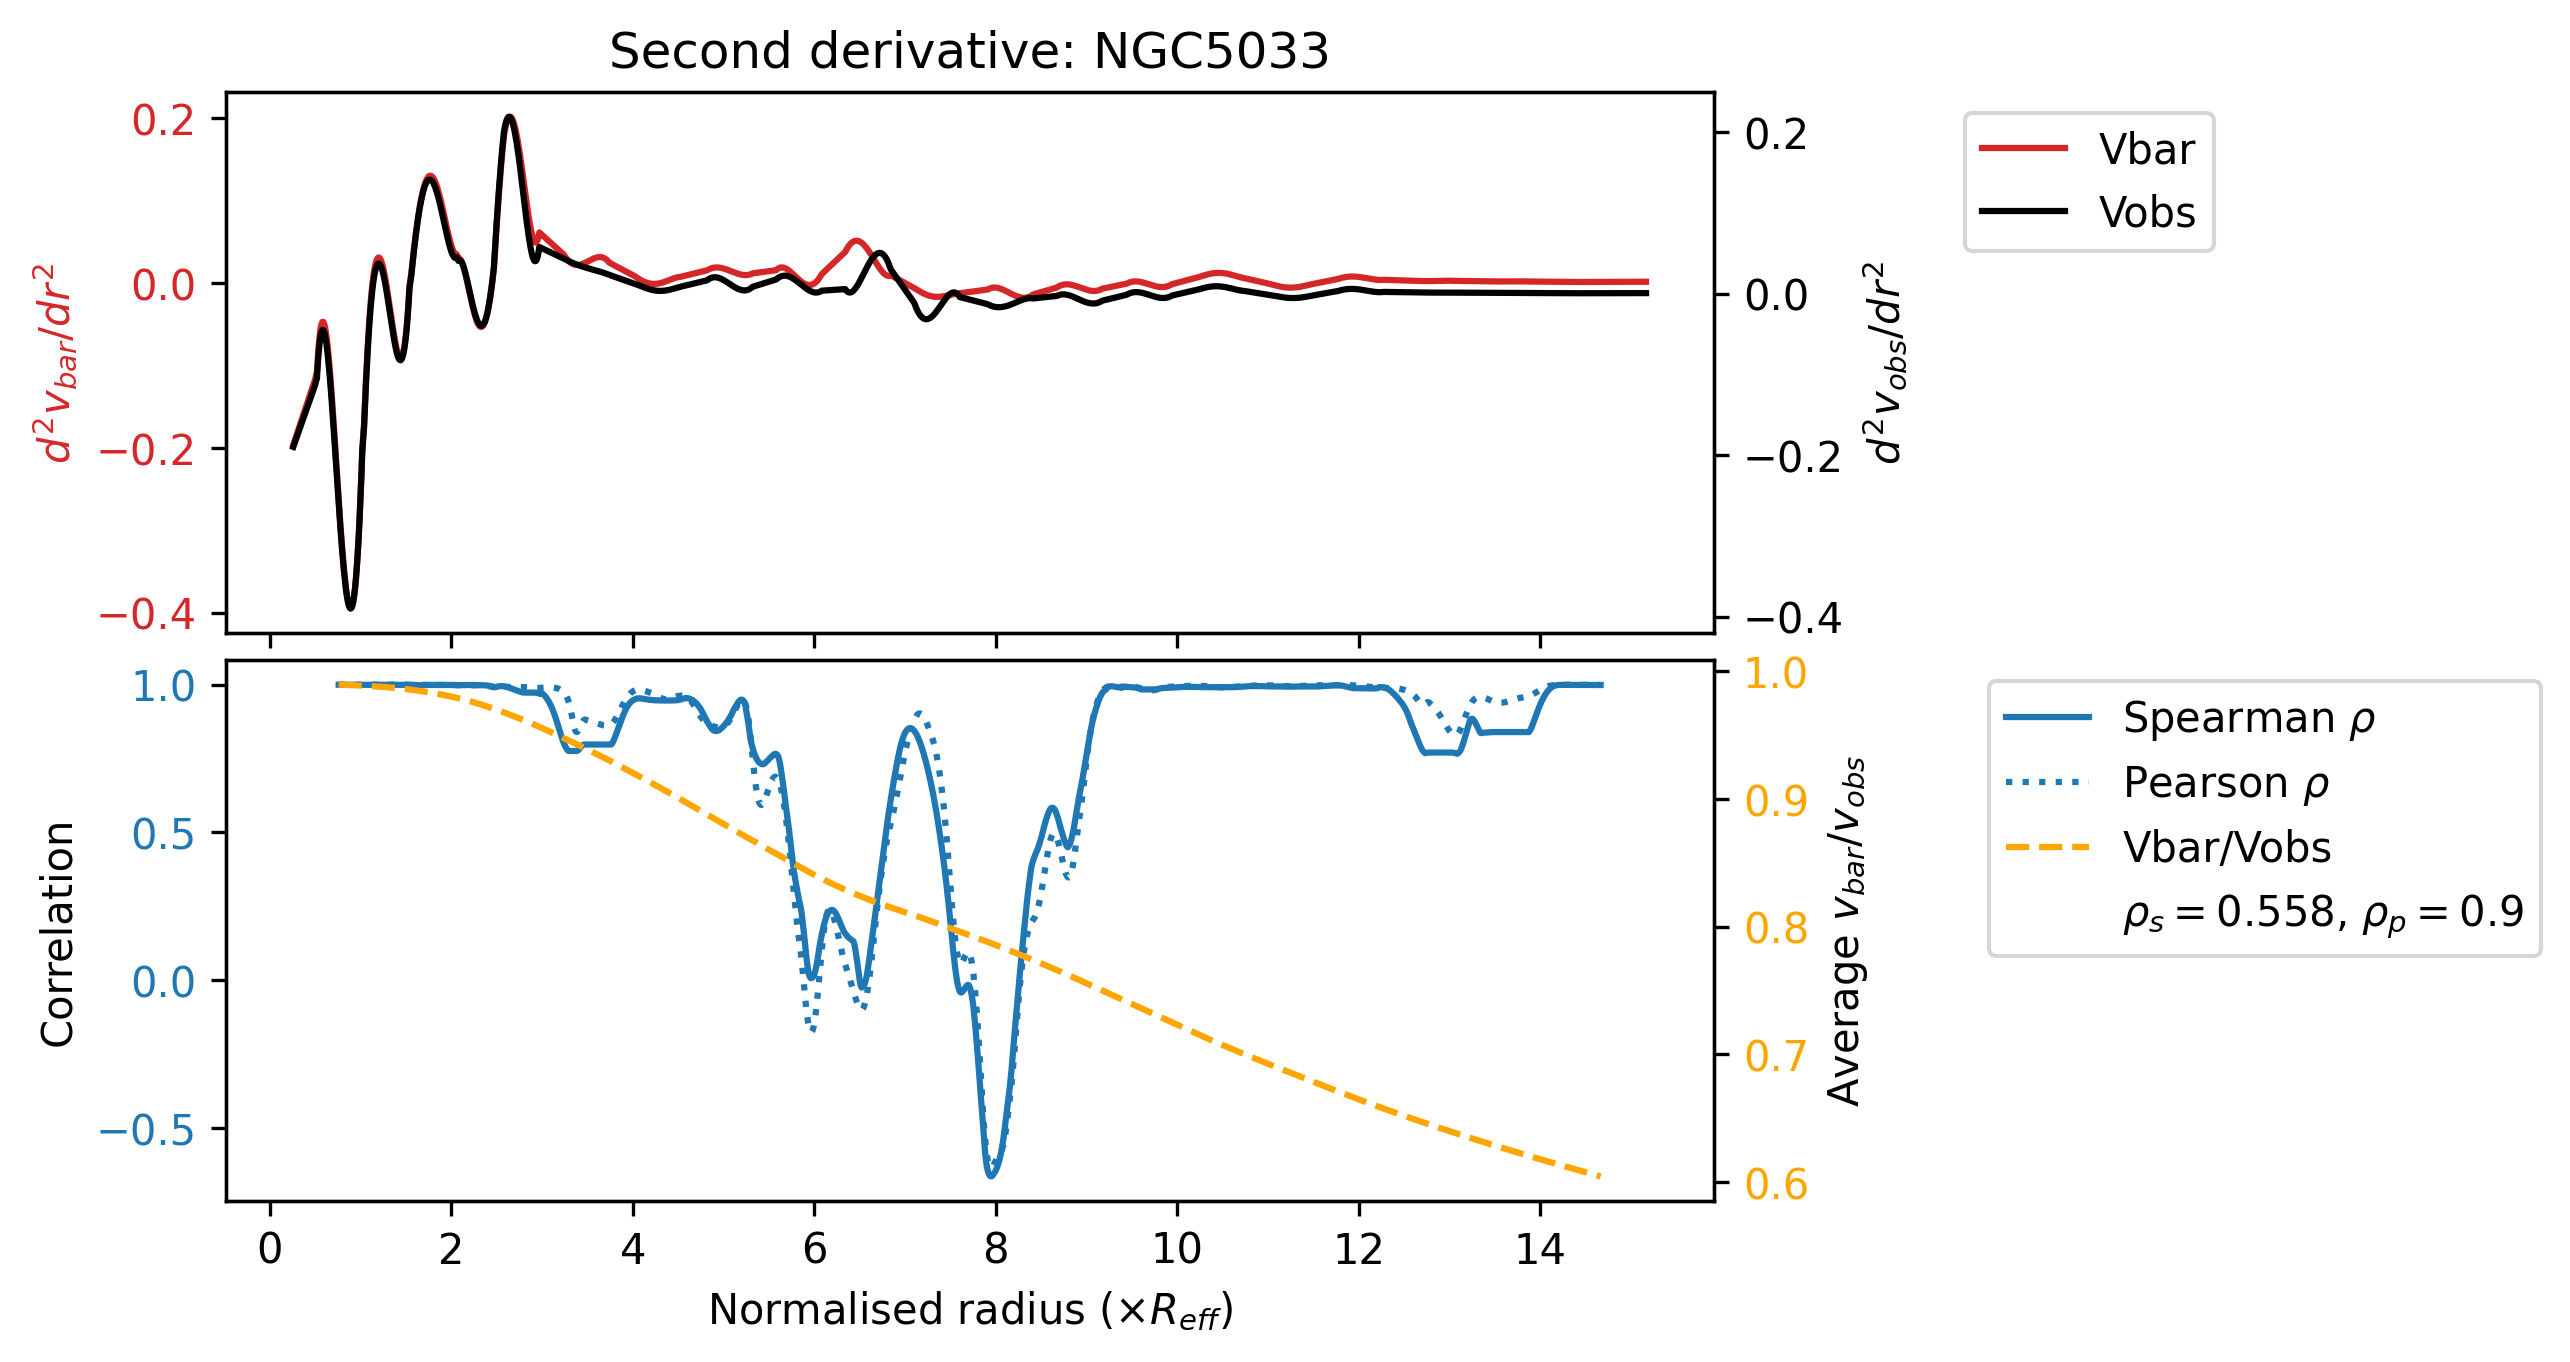 Second derivative: NGC5033
0.2
0.0
−0.2
−0.4
d²v_bar/dr²
0.2
0.0
−0.2
−0.4
d²v_obs/dr²
Vbar
Vobs
1.0
0.5
0.0
−0.5
Correlation
1.0
0.9
0.8
0.7
0.6
Average v_bar/v_obs
Spearman ρ
Pearson ρ
Vbar/Vobs
ρ_s = 0.558, ρ_p = 0.9
0 2 4 6 8 10 12 14
Normalised radius (×R_eff)